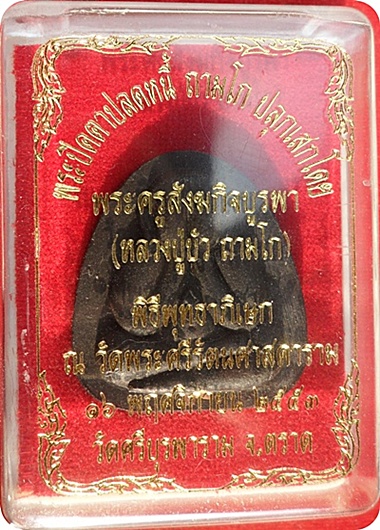 พระปิดตาปลดหนี้ ถามโก ปลุกเสกโดย
พระครูสังฆกิจบูรพา
(หลวงปู่บัว ถามโก)
พิธีพุทธาภิเษก
ณ วัดพระศรีรัตนศาสดาราม
๑๖ พฤศจิกายน ๒๕๕๓
วัดศรีบุรพาราม จ.ตราด